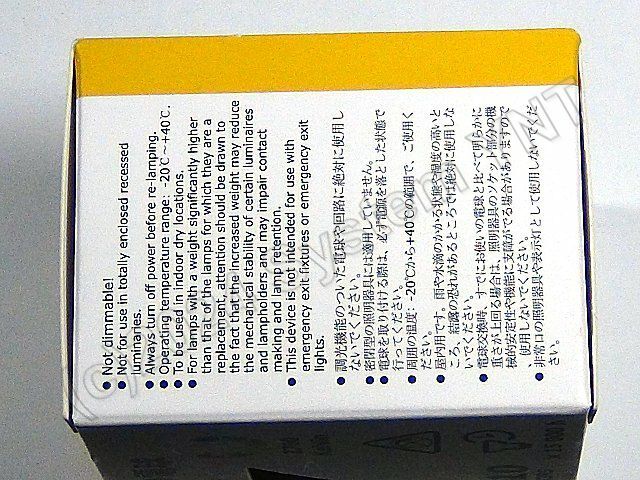 ● Not dimmable!
● Not for use in totally enclosed recessed
luminaries.
● Always turn off power before re-lamping.
● Operating temperature range: -20℃~+40℃.
● To be used in indoor dry locations.
● For lamps with a weight significantly higher
than that of the lamps for which they are a
replacement, attention should be drawn to
the fact that the increased weight may reduce
the mechanical stability of certain luminaires
and lampholders and may impair contact
making and lamp retention.
● This device is not intended for use with
emergency exit fixtures or emergency exit
lights.
● 調光機能のついた電球や回路に絶対に使用し
ないでください。
● 密閉型の照明器具には適用していません。
● 電球を取り付ける際は、必ず電源を落とした状態で
行ってください。
● 周囲の温度: -20℃から+40℃の範囲で、ご使用く
ださい。
● 屋内用です。雨や水滴のかかる状態や湿度の高いと
ころ、結露の恐れがあるところでは絶対に使用しな
いでください。
● 電球交換時、すでにお使いの電球と比べて明らかに
重さが上回る場合は、照明器具のソケット部分の機
械的安定性や機能に支障がでる場合がありますので
、使用しないでください。
● 非常口の照明器具や表示灯として使用しないでくだ
さい。